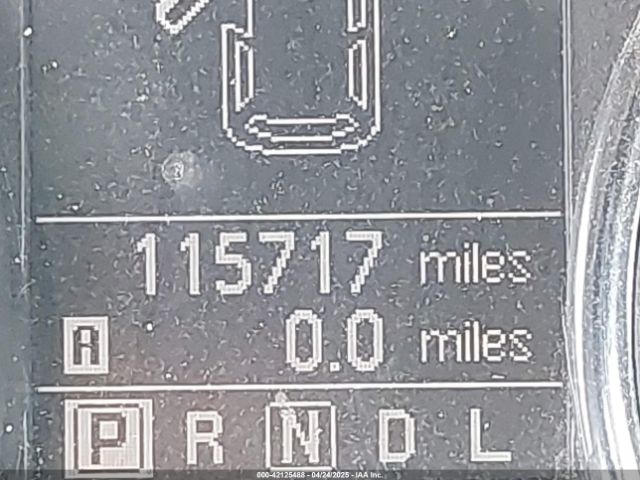 115717 miles
A 0.0 miles
P R N D L
000-42125488 - 04/24/2025 - IAA Inc.